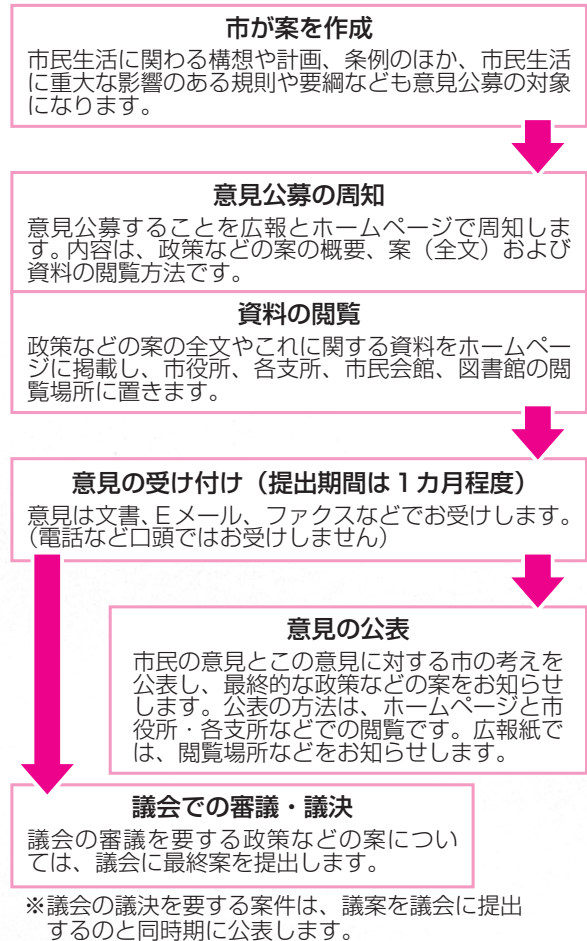 市が案を作成
市民生活に関わる構想や計画、条例のほか、市民生活
に重大な影響のある規則や要綱なども意見公募の対象
になります。
意見公募の周知
意見公募することを広報とホームページで周知しま
す。内容は、政策などの案の概要、案（全文）および
資料の閲覧方法です。
資料の閲覧
政策などの案の全文やこれに関する資料をホームペー
ジに掲載し、市役所、各支所、市民会館、図書館の閲
覧場所に置きます。
意見の受け付け（提出期間は１カ月程度）
意見は文書、Ｅメール、ファクスなどでお受けします。
（電話など口頭ではお受けしません）
意見の公表
市民の意見とこの意見に対する市の考えを
公表し、最終的な政策などの案をお知らせ
します。公表の方法は、ホームページと市
役所・各支所などでの閲覧です。広報紙で
は、閲覧場所などをお知らせします。
議会での審議・議決
議会の審議を要する政策などの案につい
ては、議会に最終案を提出します。
※議会の議決を要する案件は、議案を議会に提出
するのと同時期に公表します。